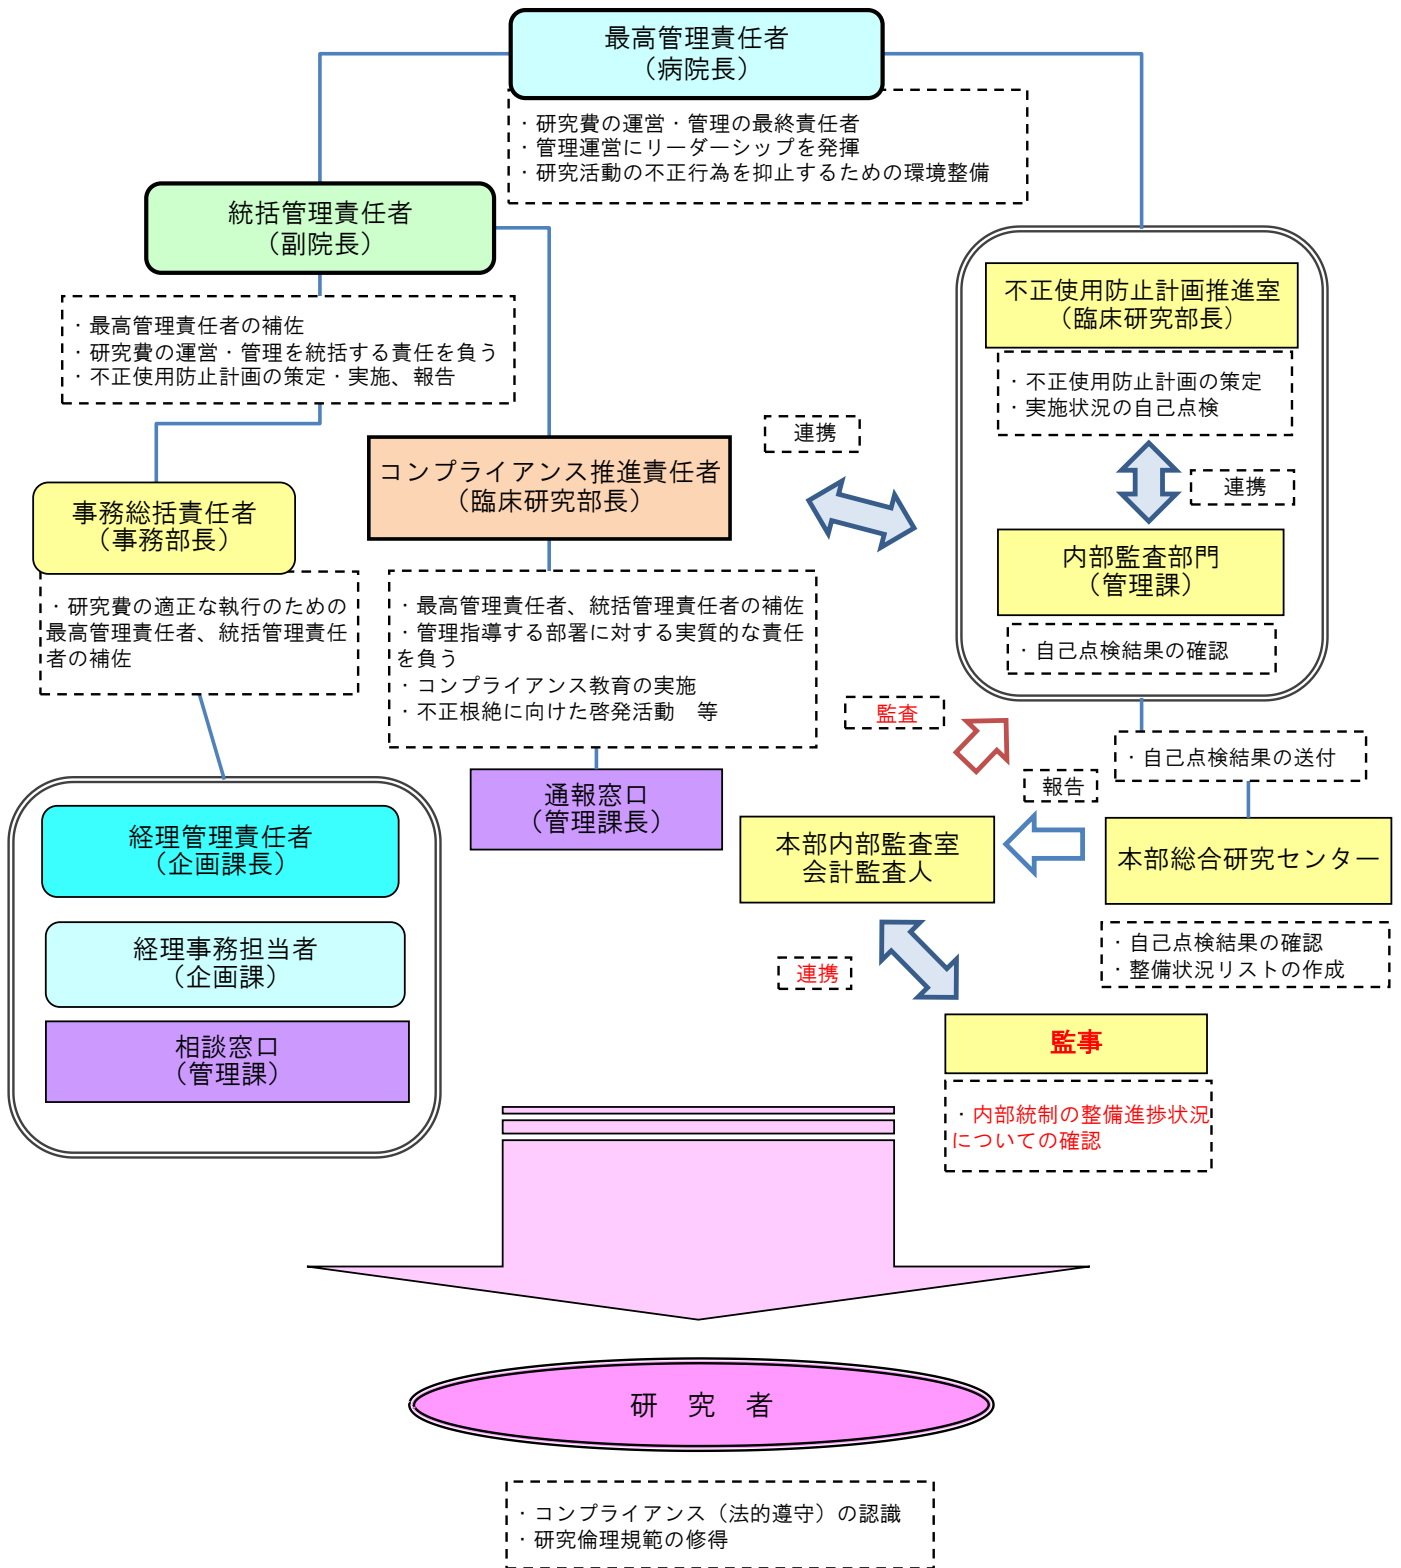 最高管理責任者
（病院長）
・研究費の運営・管理の最終責任者
・管理運営にリーダーシップを発揮
・研究活動の不正行為を抑止するための環境整備
統括管理責任者
（副院長）
・最高管理責任者の補佐
・研究費の運営・管理を統括する責任を負う
・不正使用防止計画の策定・実施、報告
不正使用防止計画推進室
（臨床研究部長）
・不正使用防止計画の策定
・実施状況の自己点検
連携
連携
内部監査部門
（管理課）
・自己点検結果の確認
コンプライアンス推進責任者
（臨床研究部長）
事務総括責任者
（事務部長）
・研究費の適正な執行のための
最高管理責任者、統括管理責任
者の補佐
・最高管理責任者、統括管理責任者の補佐
・管理指導する部署に対する実質的な責任
を負う
・コンプライアンス教育の実施
・不正根絶に向けた啓発活動　等
監査
・自己点検結果の送付
報告
通報窓口
（管理課長）
経理管理責任者
（企画課長）
経理事務担当者
（企画課）
相談窓口
（管理課）
本部内部監査室
会計監査人
本部総合研究センター
・自己点検結果の確認
・整備状況リストの作成
連携
監事
・内部統制の整備進捗状況
についての確認
研　究　者
・コンプライアンス（法的遵守）の認識
・研究倫理規範の修得